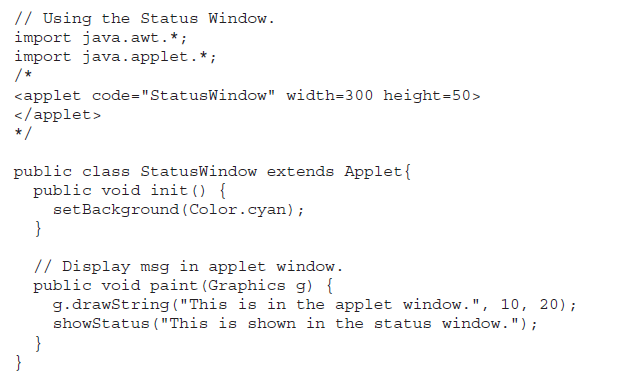 // Using the Status Window.
import java.awt.*;
import java.applet.*;
/*
<applet code="StatusWindow" width=300 height=50>
</applet>
*/

public class StatusWindow extends Applet{
  public void init() {
    setBackground(Color.cyan);
  }

  // Display msg in applet window.
  public void paint(Graphics g) {
    g.drawString("This is in the applet window.", 10, 20);
    showStatus("This is shown in the status window.");
  }
}